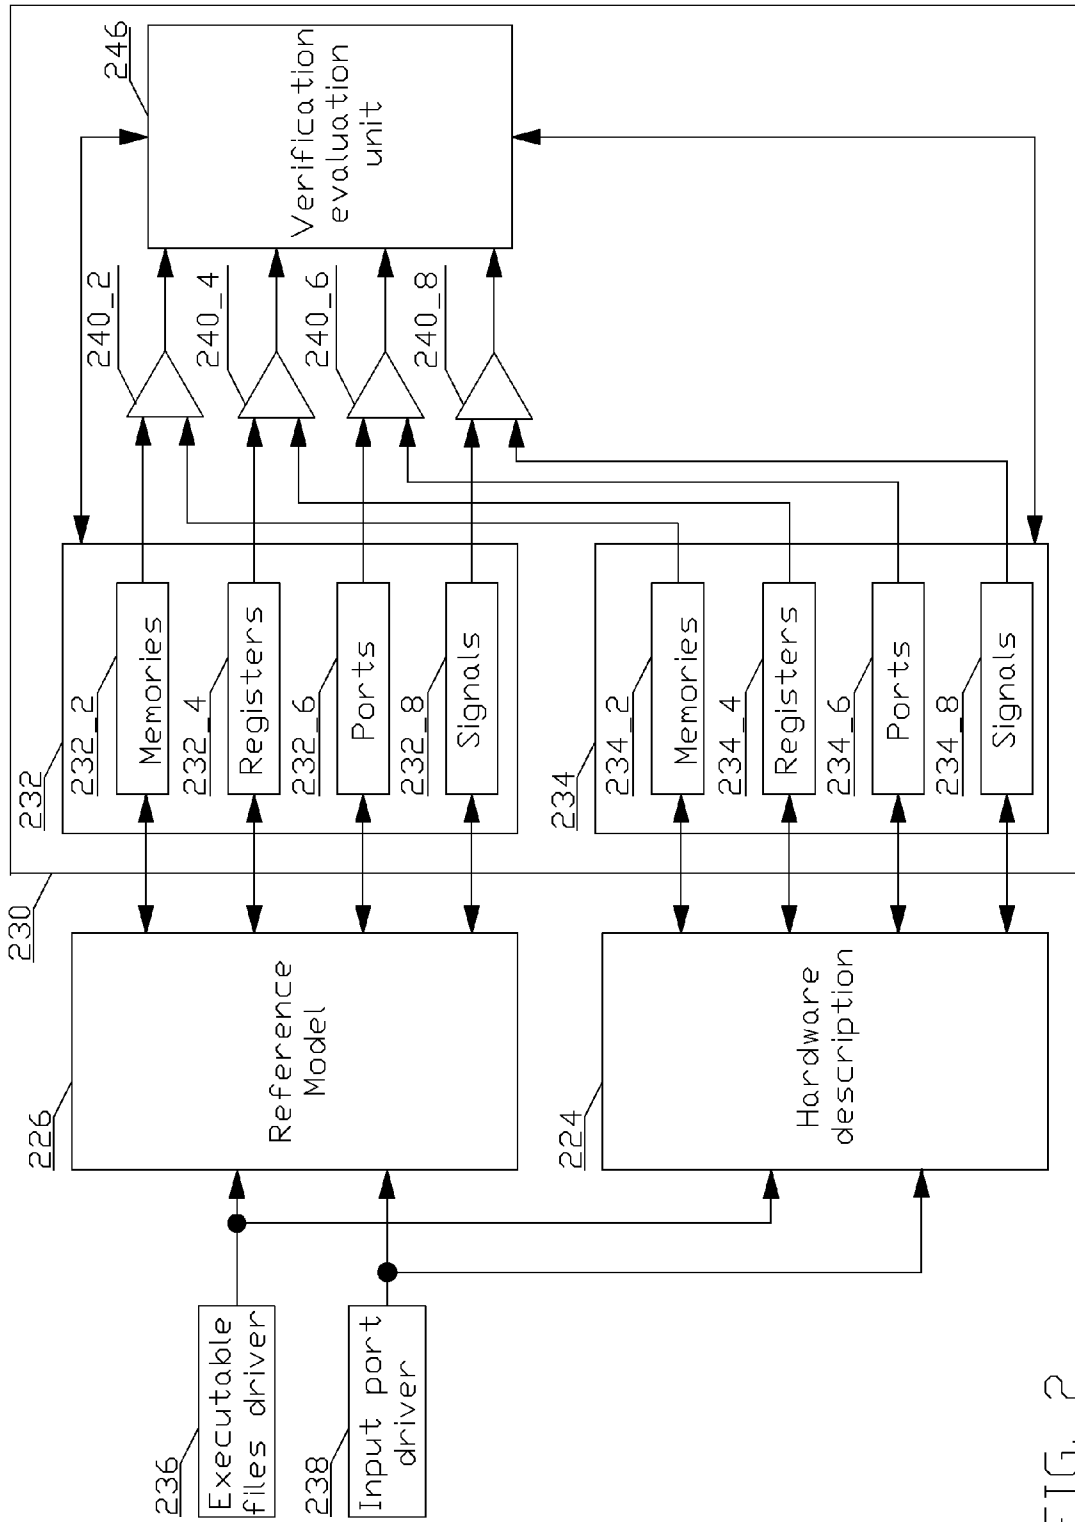 236
Executable
files driver
238
Input port
driver
226
Reference
Model
224
Hardware
description
230
232
232_2
Memories
232_4
Registers
232_6
Ports
232_8
Signals
234
234_2
Memories
234_4
Registers
234_6
Ports
234_8
Signals
240_2
240_4
240_6
240_8
246
Verification
evaluation
unit
FIG. 2